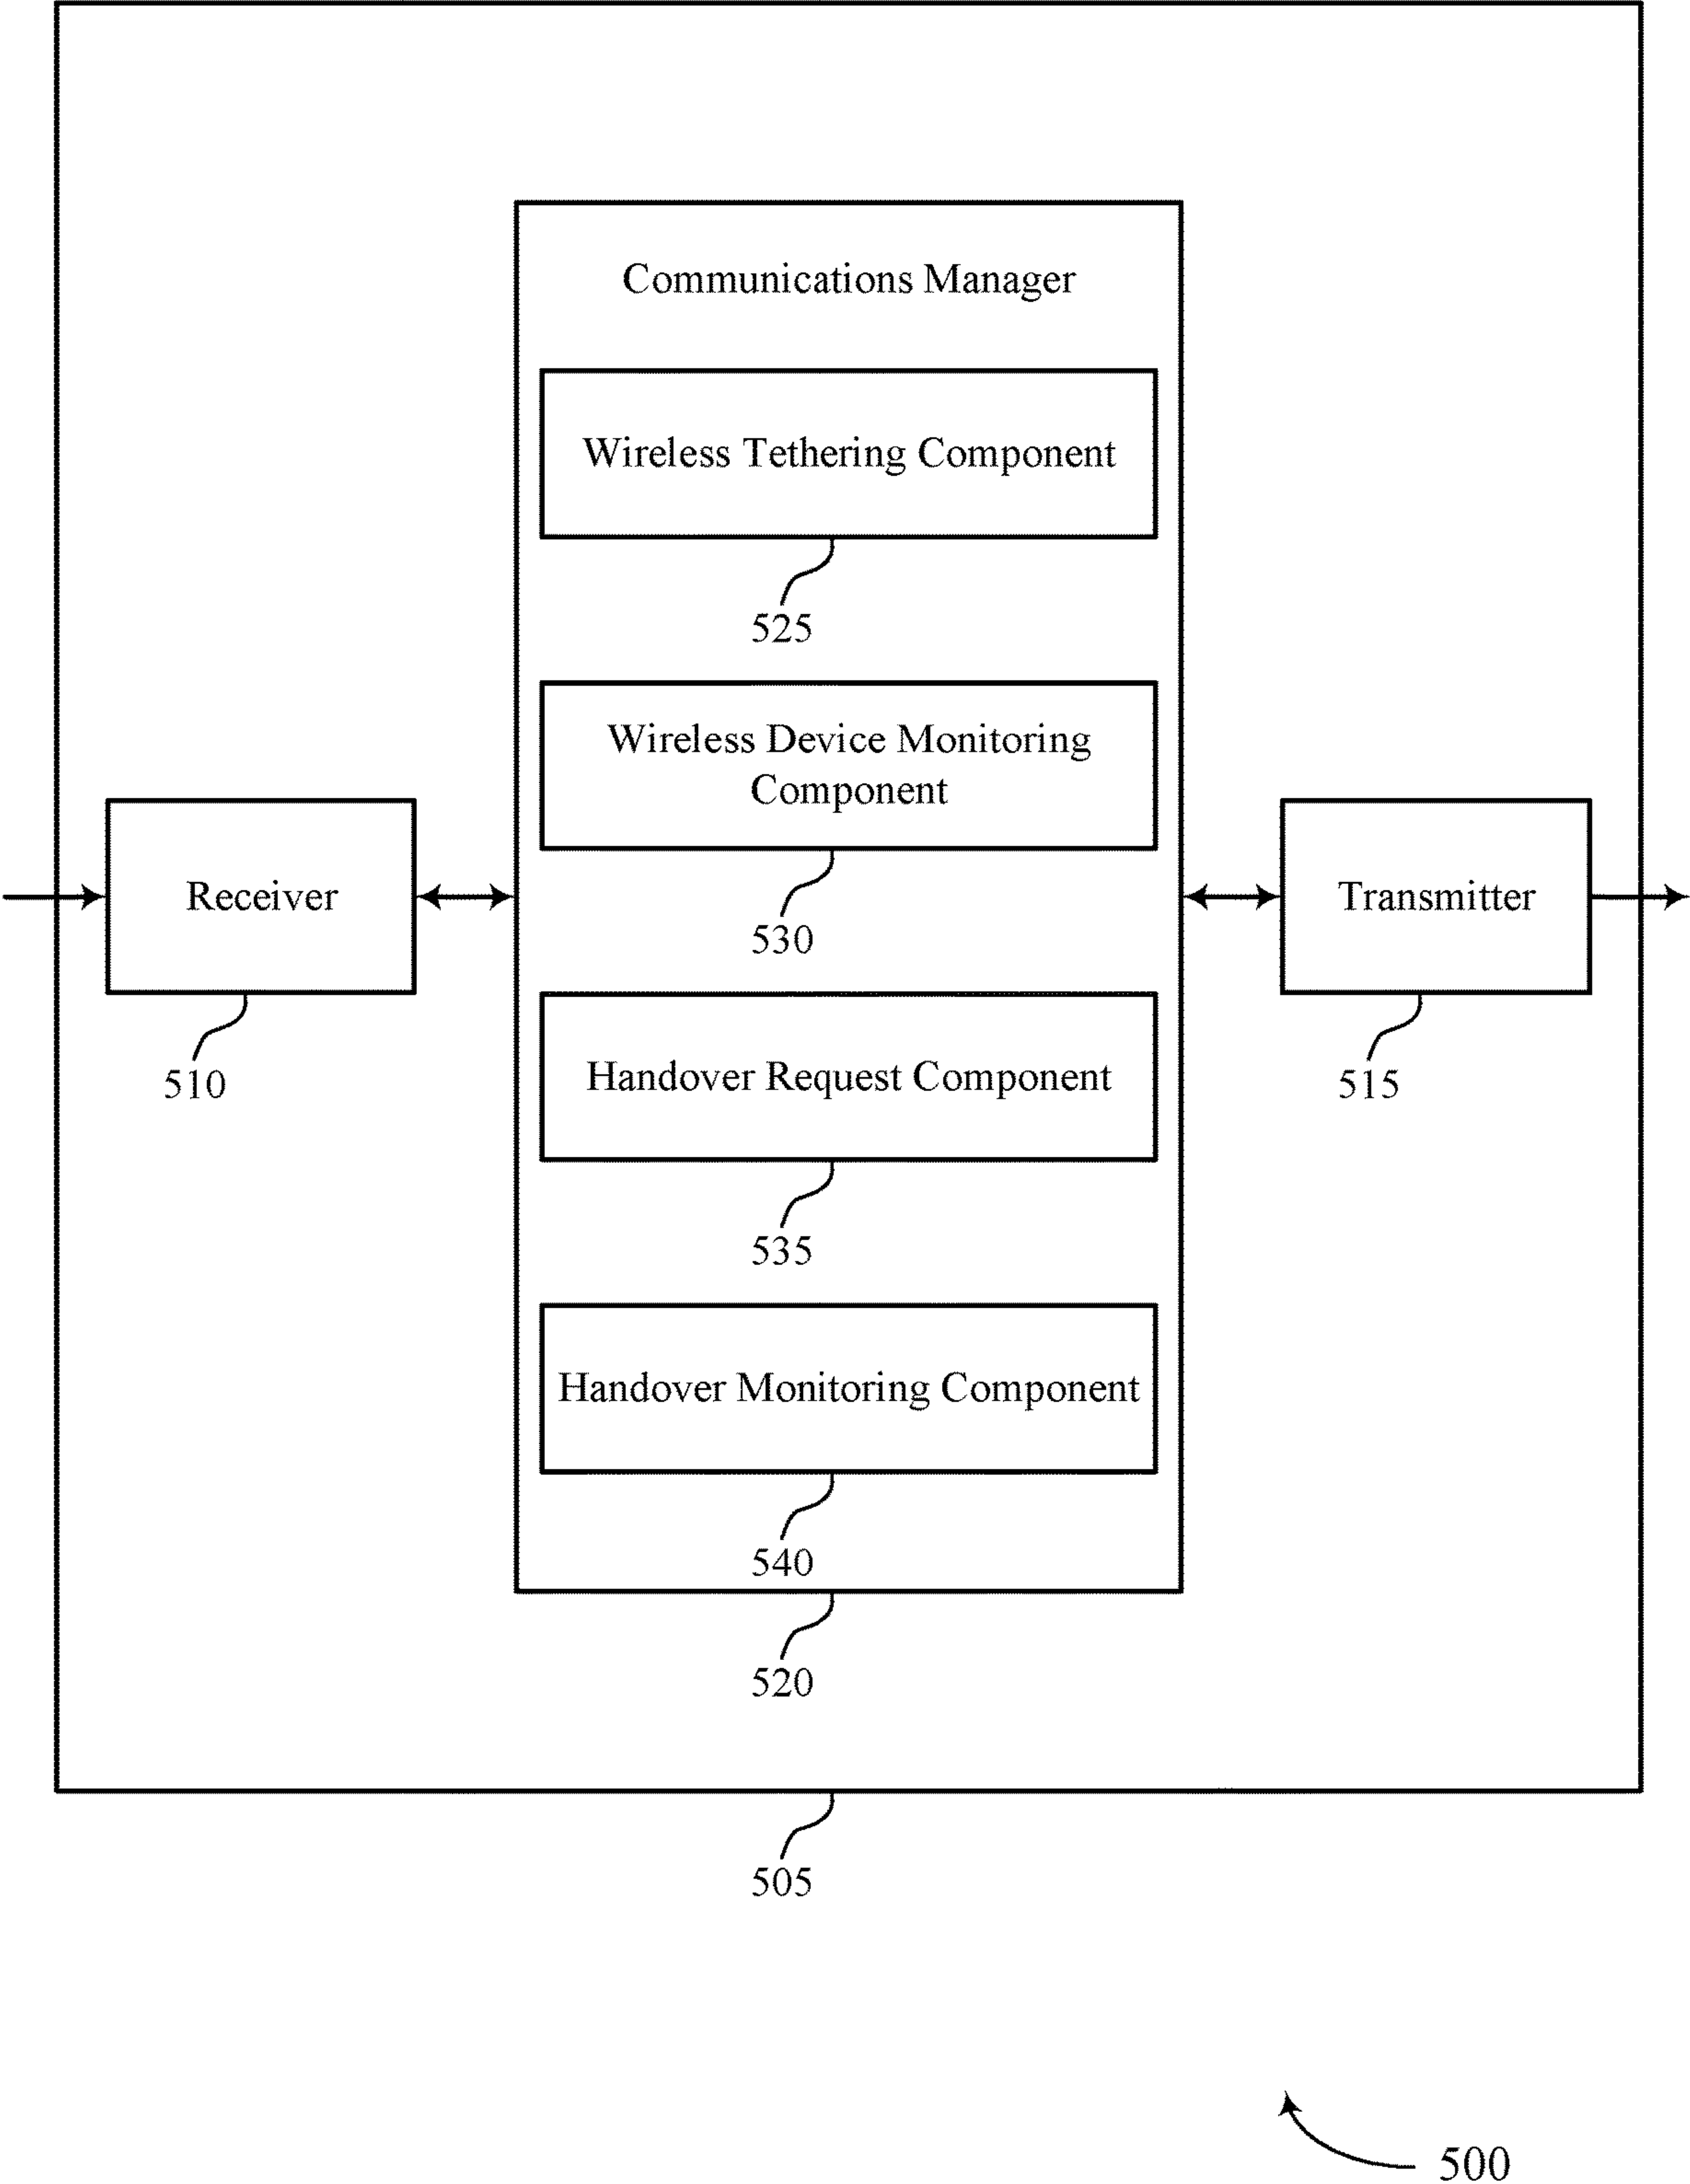 Communications Manager
Wireless Tethering Component
525
Wireless Device Monitoring
Component
530
Receiver
Transmitter
510
515
Handover Request Component
535
Handover Monitoring Component
540
520
505
500